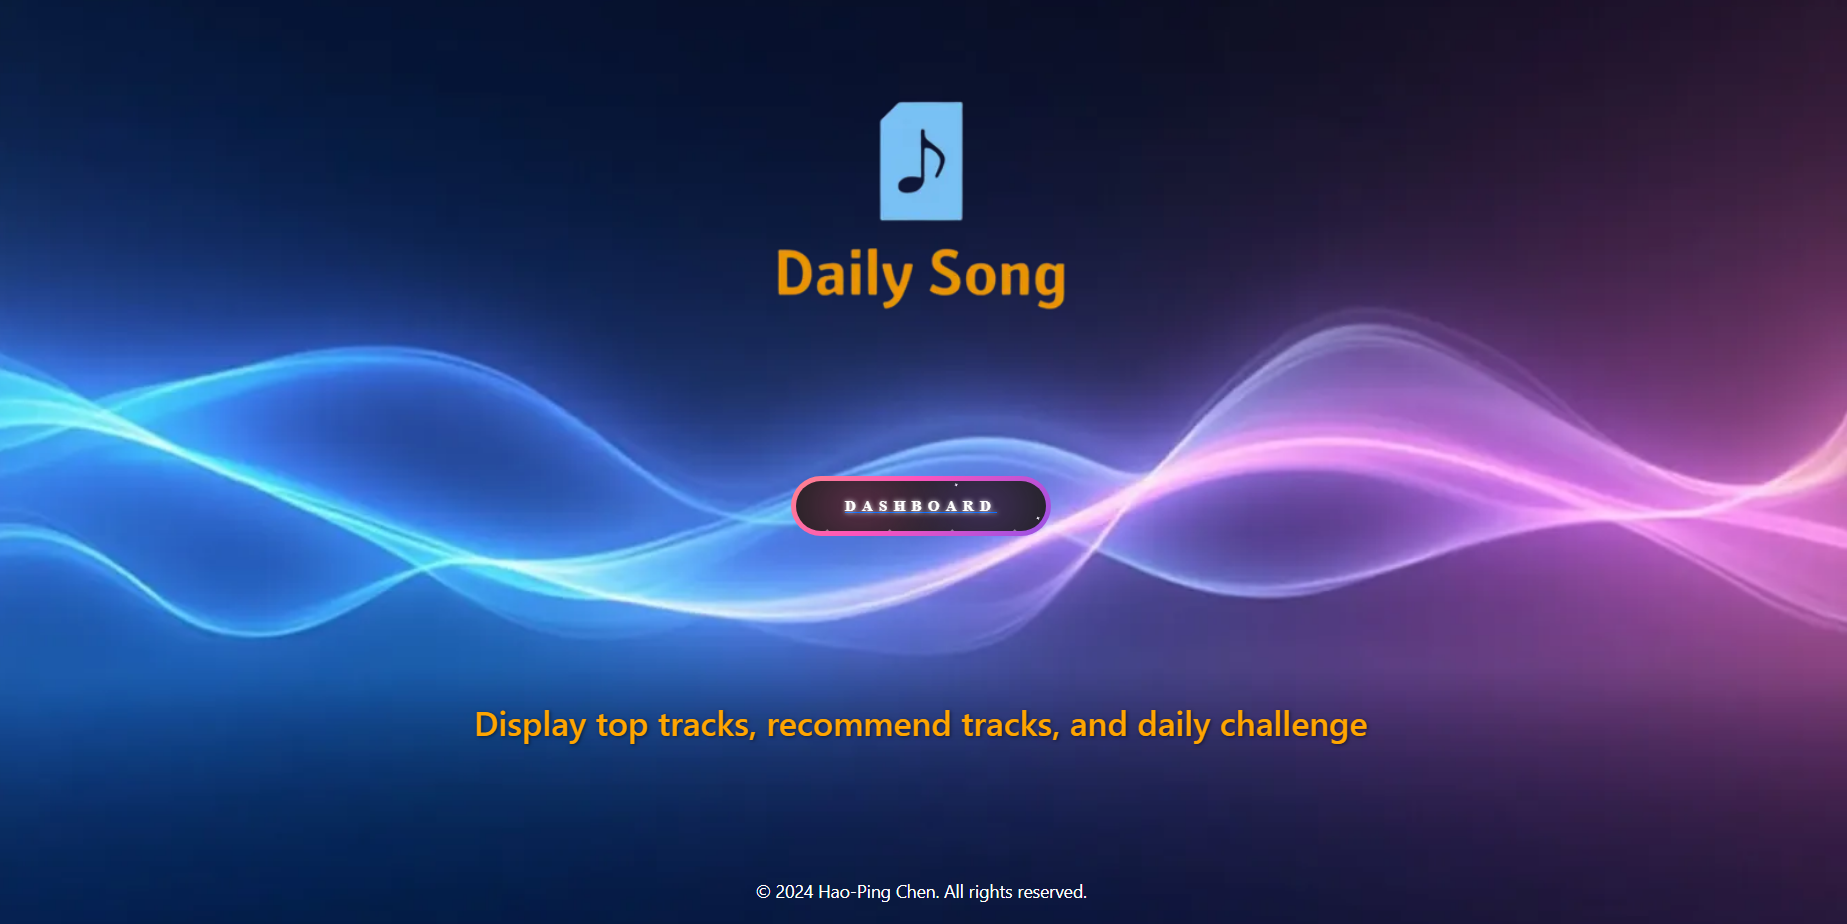 Daily Song
DASHBOARD
Display top tracks, recommend tracks, and daily challenge
© 2024 Hao-Ping Chen. All rights reserved.